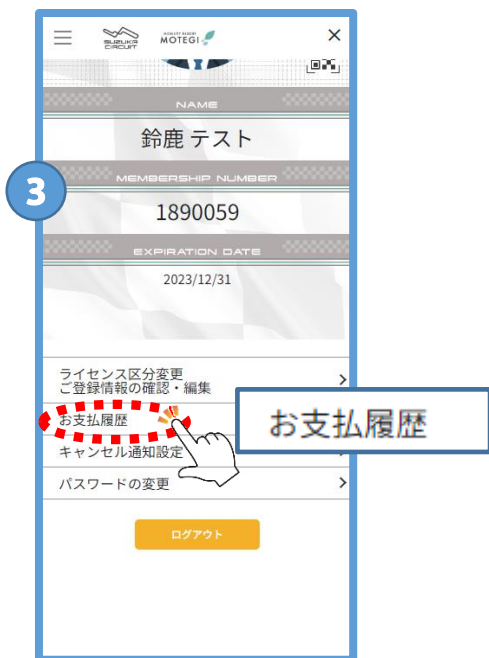 SUZUKA
CIRCUIT
MOBILITY RESORT
MOTEGI
×
NAME
鈴鹿 テスト
3
MEMBERSHIP NUMBER
1890059
EXPIRATION DATE
2023/12/31
ライセンス区分変更
ご登録情報の確認・編集
お支払履歴
お支払履歴
キャンセル通知設定
パスワードの変更
ログアウト